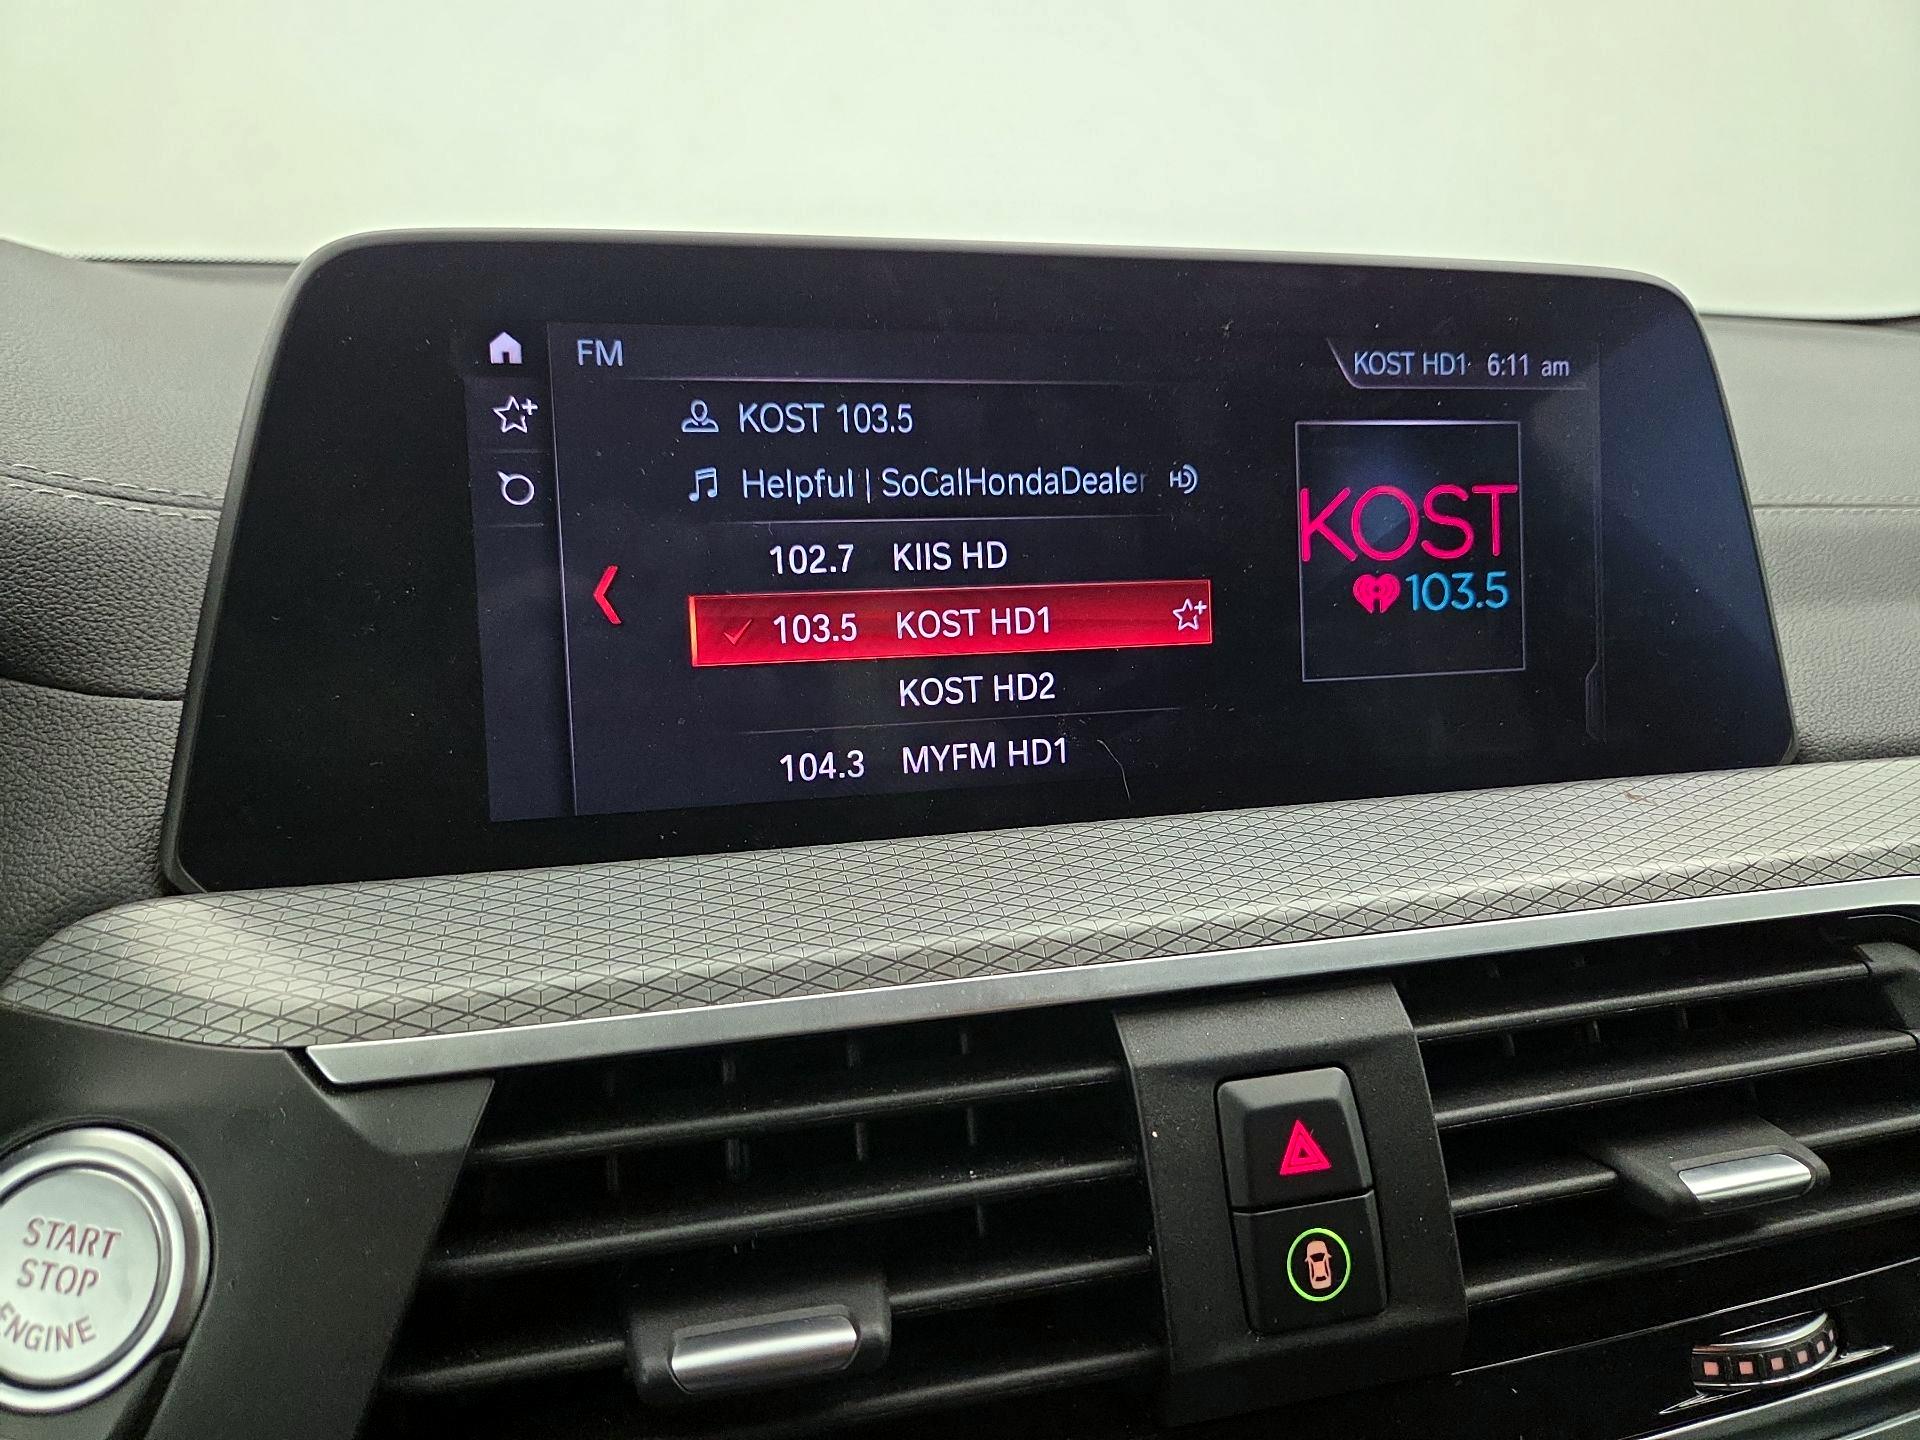 FM
KOST HD1 6:11 am
KOST 103.5
Helpful | SoCalHondaDealer HD
102.7 KIIS HD
103.5 KOST HD1
KOST HD2
104.3 MYFM HD1
KOST
103.5
START
STOP
ENGINE